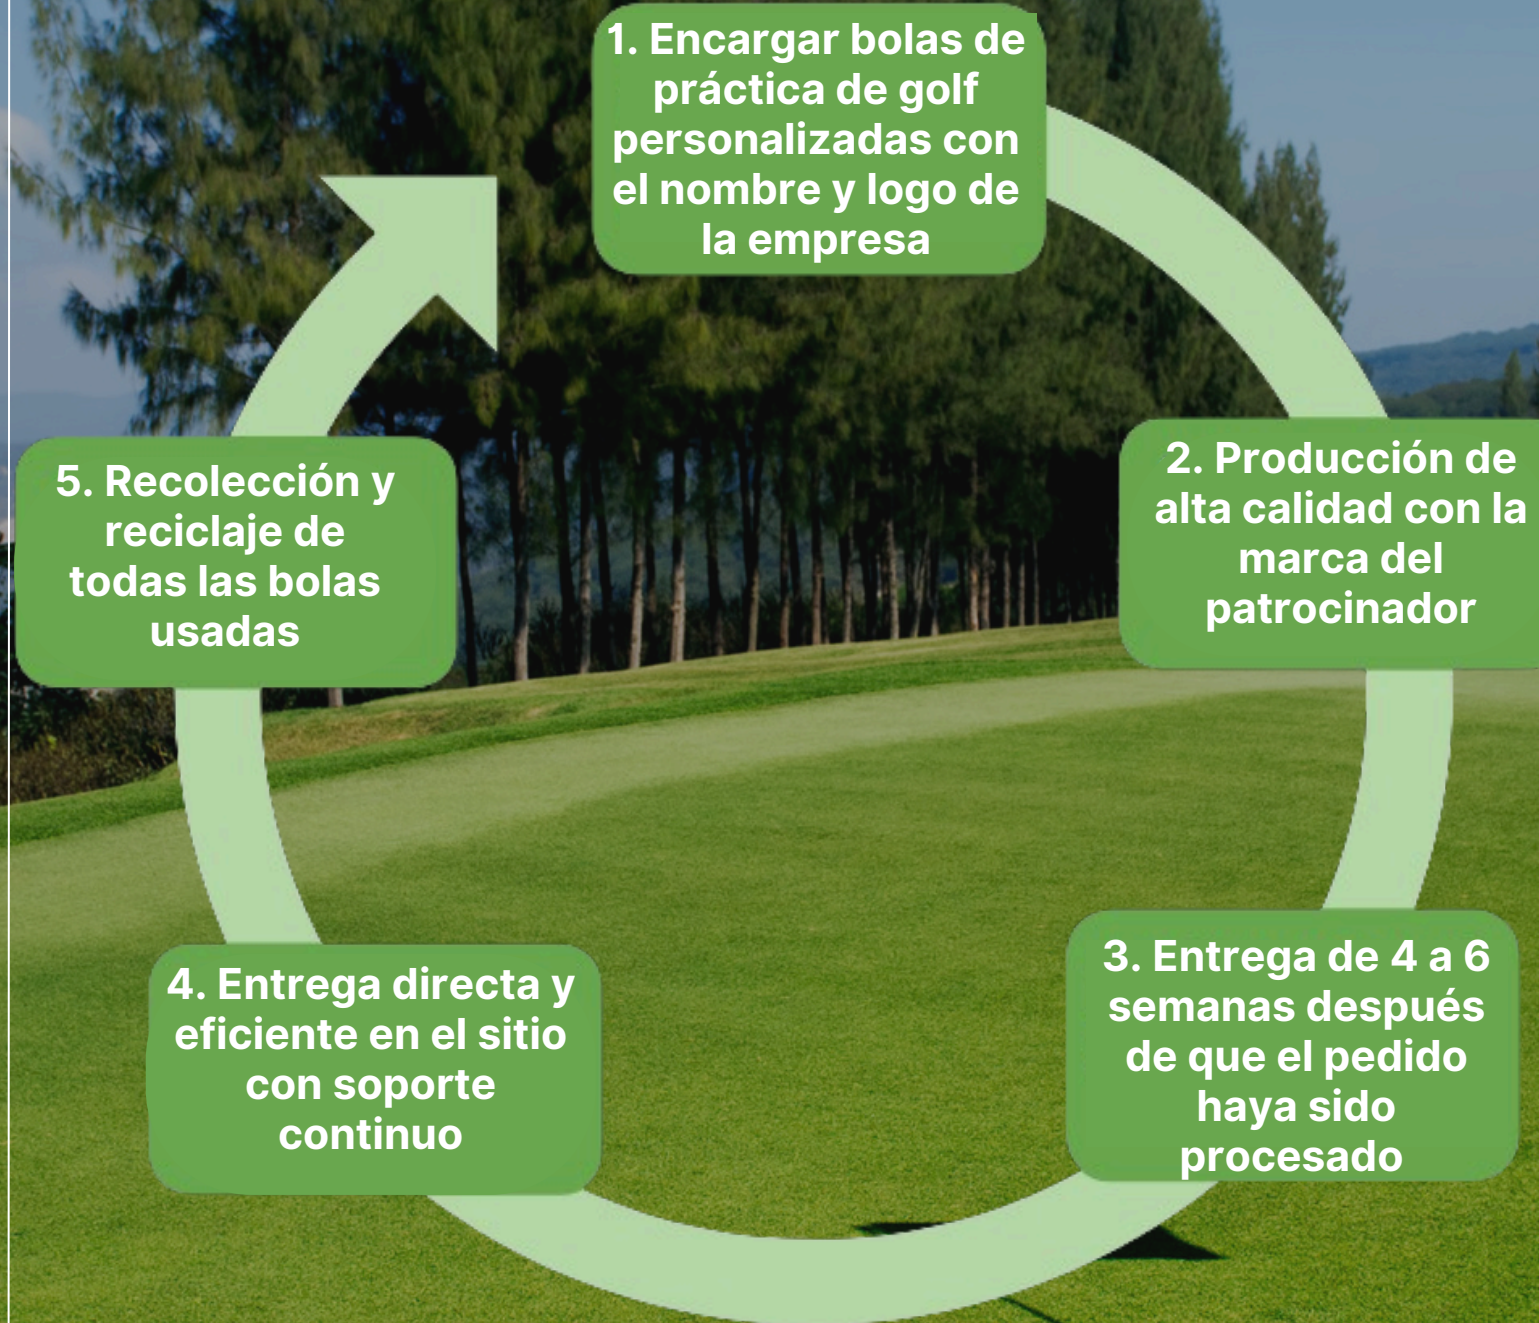 1. Encargar bolas de
práctica de golf
personalizadas con
el nombre y logo de
la empresa
2. Producción de
alta calidad con la
marca del
patrocinador
3. Entrega de 4 a 6
semanas después
de que el pedido
haya sido
procesado
4. Entrega directa y
eficiente en el sitio
con soporte
continuo
5. Recolección y
reciclaje de
todas las bolas
usadas